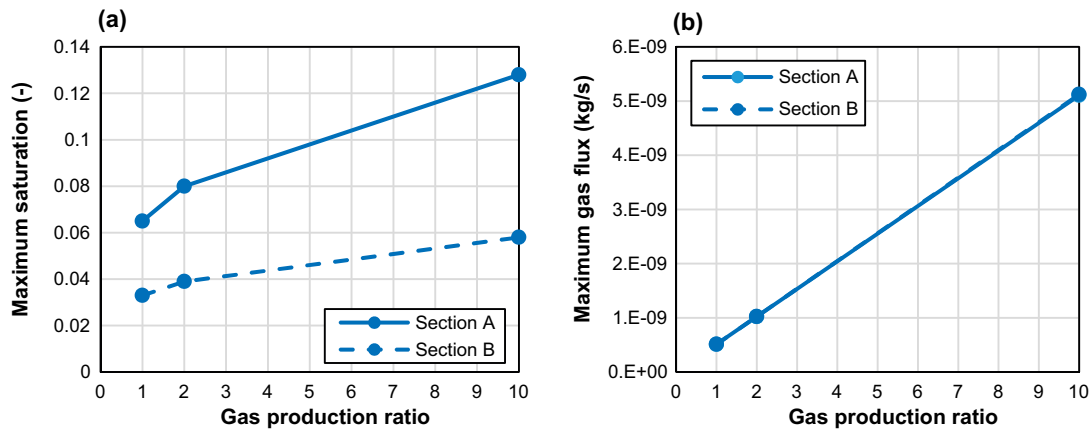 (a)
Maximum saturation (-)
0.14
0.12
0.1
0.08
0.06
0.04
0.02
0
Section A
Section B
0 1 2 3 4 5 6 7 8 9 10
Gas production ratio
(b)
Maximum gas flux (kg/s)
6.E-09
5.E-09
4.E-09
3.E-09
2.E-09
1.E-09
0.E+00
Section A
Section B
0 1 2 3 4 5 6 7 8 9 10
Gas production ratio